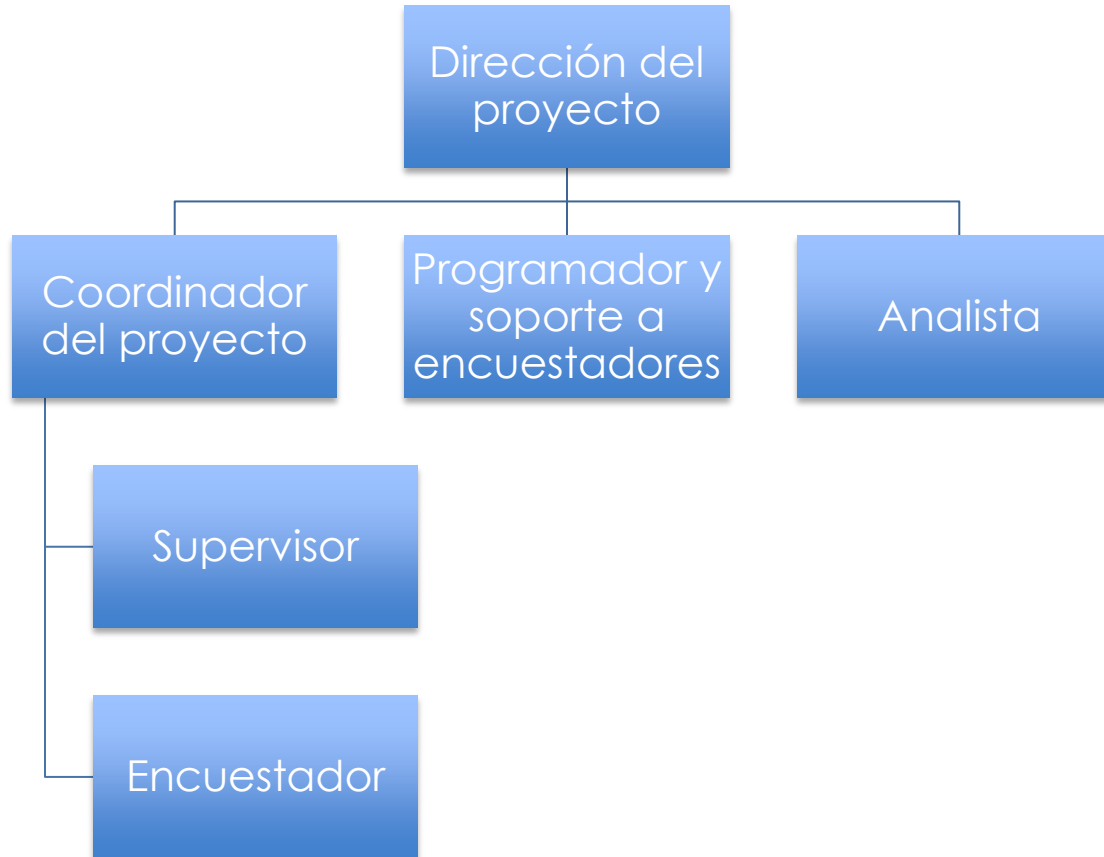 Dirección del
proyecto
Coordinador
del proyecto
Programador y
soporte a
encuestadores
Analista
Supervisor
Encuestador